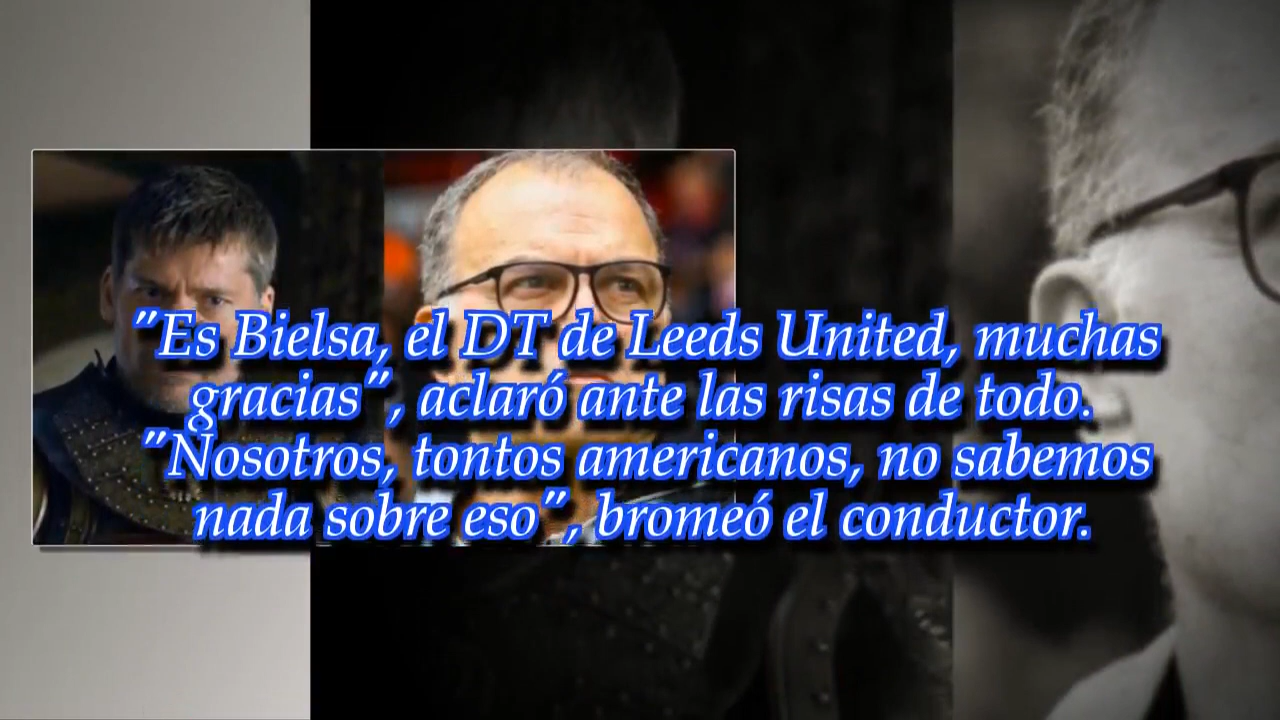 "Es Bielsa, el DT de Leeds United, muchas
gracias", aclaró ante las risas de todo.
"Nosotros, tontos americanos, no sabemos
nada sobre eso", bromeó el conductor.